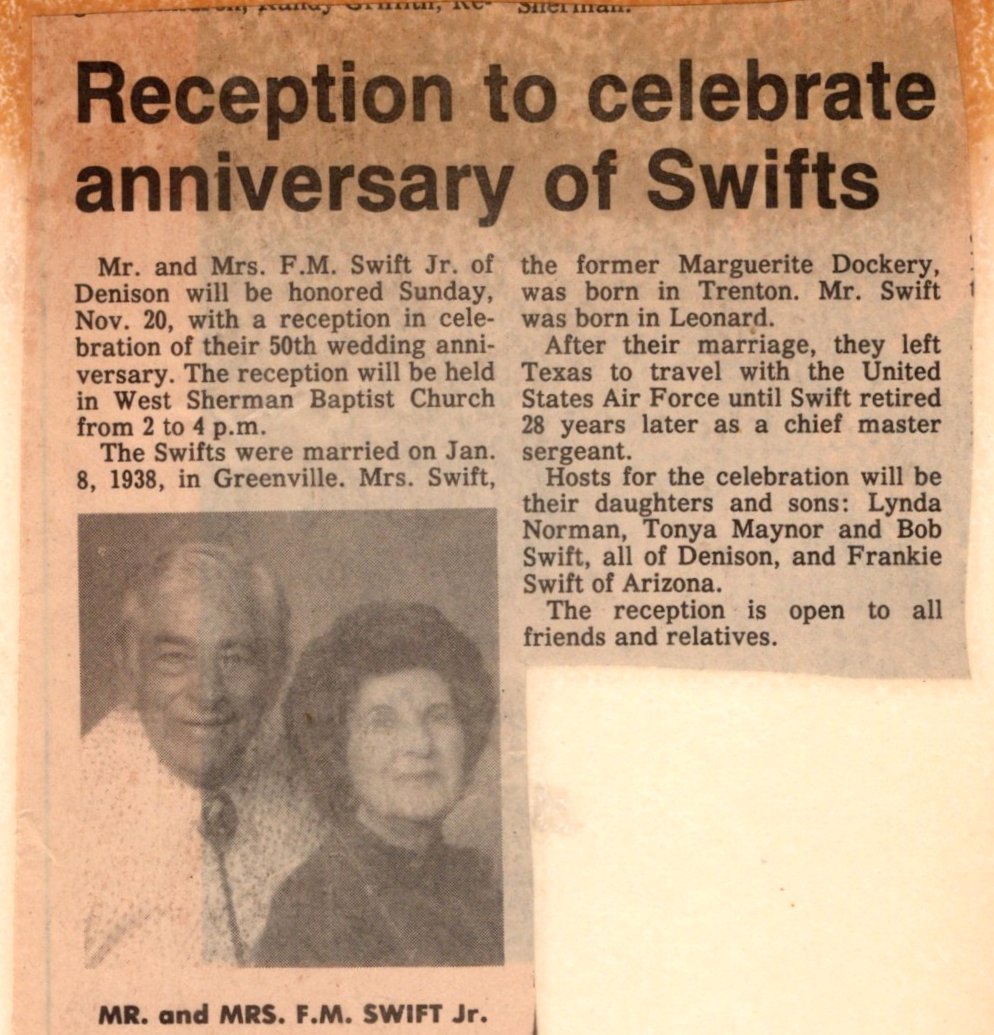 Randy Griffith, Re-
Sherman.
Reception to celebrate
anniversary of Swifts
Mr. and Mrs. F.M. Swift Jr. of
Denison will be honored Sunday,
Nov. 20, with a reception in cele-
bration of their 50th wedding anni-
versary. The reception will be held
in West Sherman Baptist Church
from 2 to 4 p.m.
The Swifts were married on Jan.
8, 1938, in Greenville. Mrs. Swift,
the former Marguerite Dockery,
was born in Trenton. Mr. Swift
was born in Leonard.
After their marriage, they left
Texas to travel with the United
States Air Force until Swift retired
28 years later as a chief master
sergeant.
Hosts for the celebration will be
their daughters and sons: Lynda
Norman, Tonya Maynor and Bob
Swift, all of Denison, and Frankie
Swift of Arizona.
The reception is open to all
friends and relatives.
MR. and MRS. F.M. SWIFT Jr.